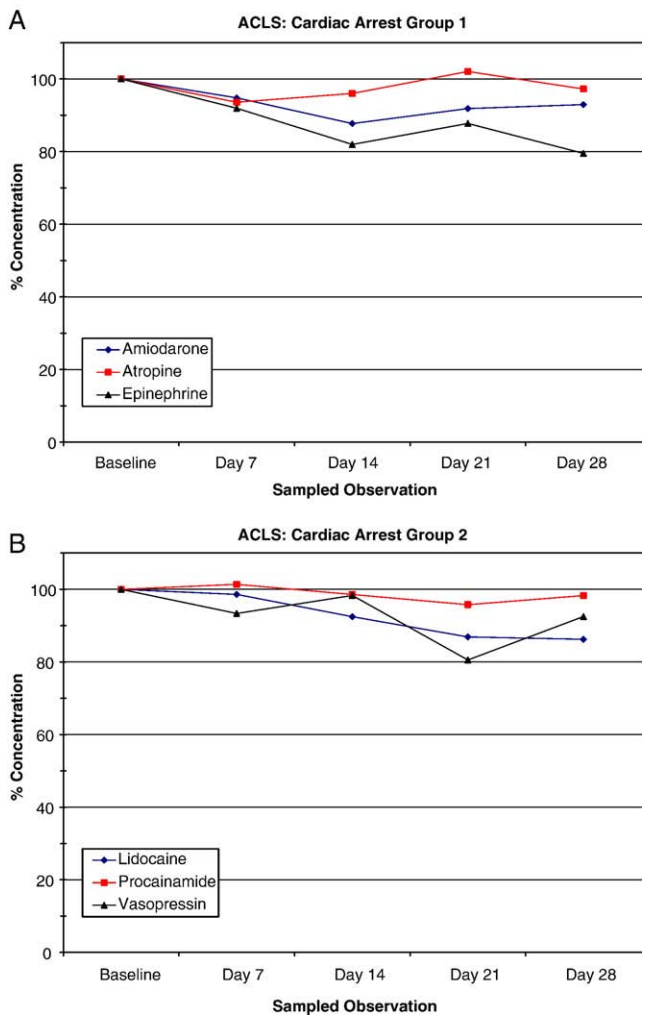 A
ACLS: Cardiac Arrest Group 1
% Concentration
100
80
60
40
20
0
Amiodarone
Atropine
Epinephrine
Baseline Day 7 Day 14 Day 21 Day 28
Sampled Observation
B
ACLS: Cardiac Arrest Group 2
% Concentration
100
80
60
40
20
0
Lidocaine
Procainamide
Vasopressin
Baseline Day 7 Day 14 Day 21 Day 28
Sampled Observation